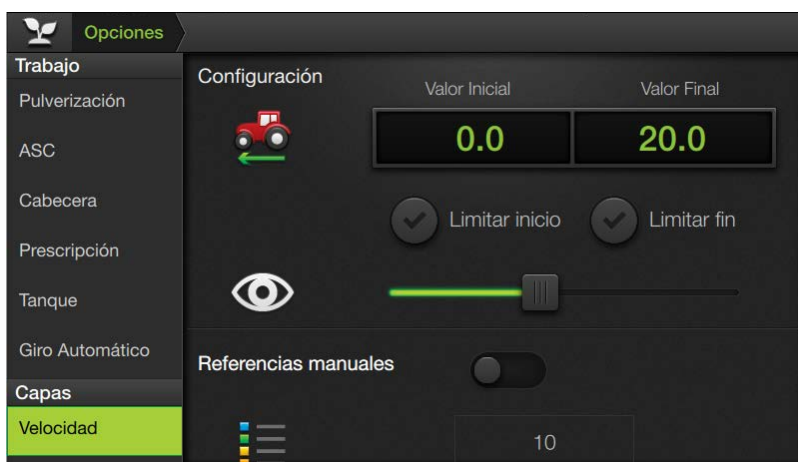 Opciones
Trabajo
Pulverización
ASC
Cabecera
Prescripción
Tanque
Giro Automático
Capas
Velocidad
Configuración
Valor Inicial
Valor Final
0.0
20.0
Limitar inicio
Limitar fin
Referencias manuales
10